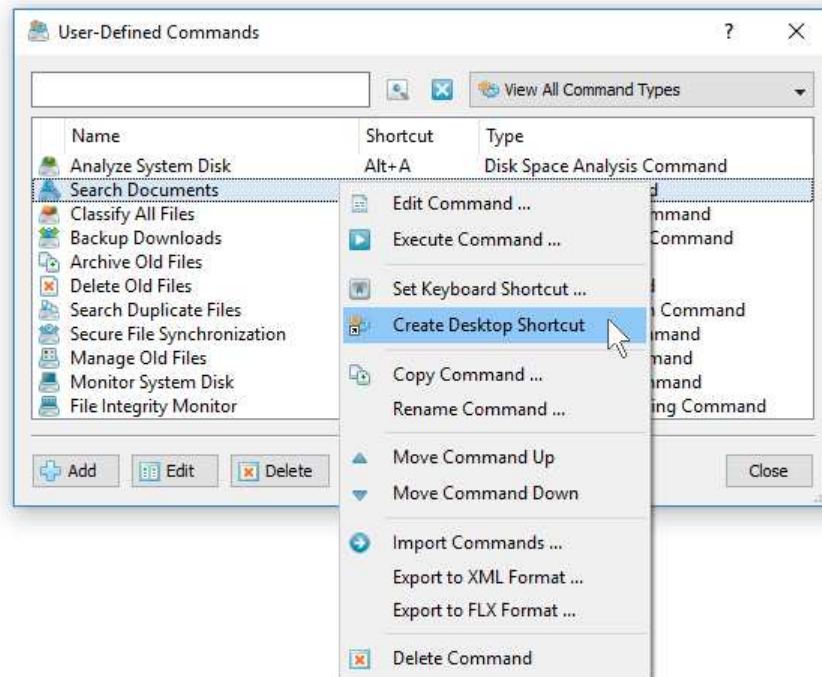 User-Defined Commands ?
View All Command Types
Name Shortcut Type
Analyze System Disk Alt+A Disk Space Analysis Command
Search Documents
Classify All Files
Backup Downloads Command
Archive Old Files
Delete Old Files
Search Duplicate Files Command
Secure File Synchronization
Manage Old Files
Monitor System Disk
File Integrity Monitor Command
Add Edit Delete Close
Edit Command ...
Execute Command ...
Set Keyboard Shortcut ...
Create Desktop Shortcut
Copy Command ...
Rename Command ...
Move Command Up
Move Command Down
Import Commands ...
Export to XML Format ...
Export to FLX Format ...
Delete Command